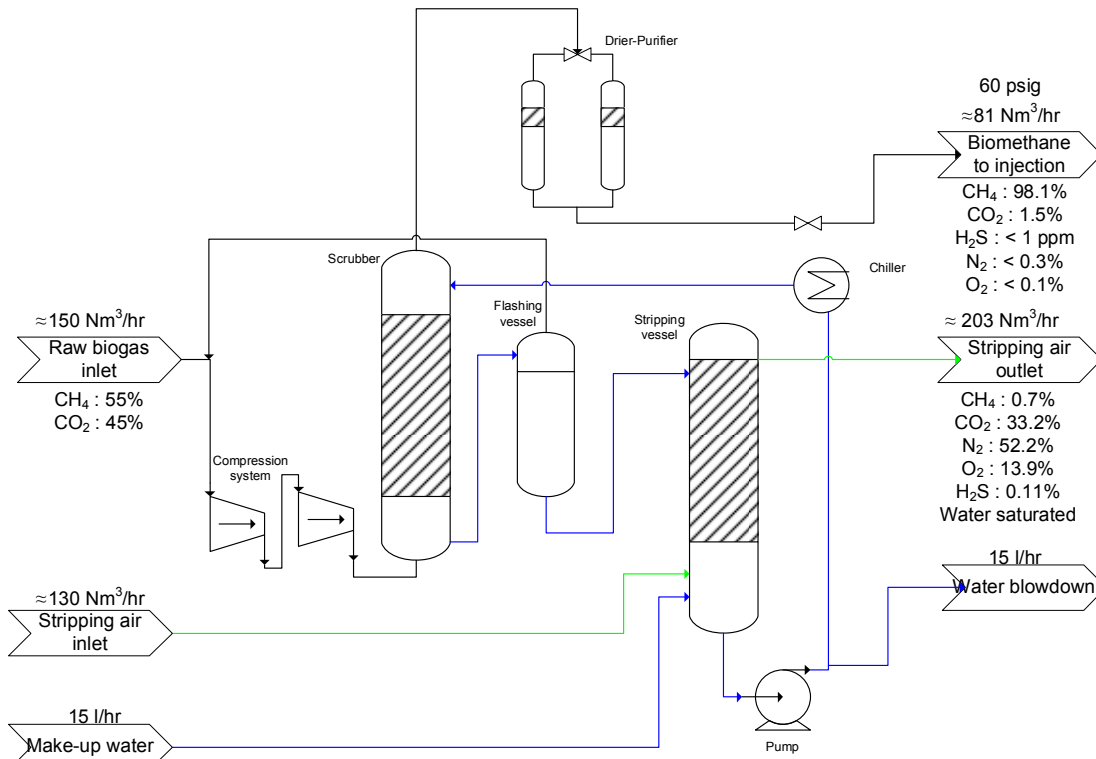 Drier-Purifier
60 psig
≈81 Nm³/hr
Biomethane
to injection
CH₄ : 98.1%
CO₂ : 1.5%
H₂S : < 1 ppm
N₂ : < 0.3%
O₂ : < 0.1%
Scrubber
Chiller
Flashing
vessel
Stripping
vessel
≈150 Nm³/hr
Raw biogas
inlet
CH₄ : 55%
CO₂ : 45%
≈ 203 Nm³/hr
Stripping air
outlet
CH₄ : 0.7%
CO₂ : 33.2%
N₂ : 52.2%
O₂ : 13.9%
H₂S : 0.11%
Water saturated
Compression
system
15 l/hr
Water blowdown
≈130 Nm³/hr
Stripping air
inlet
15 l/hr
Make-up water
Pump